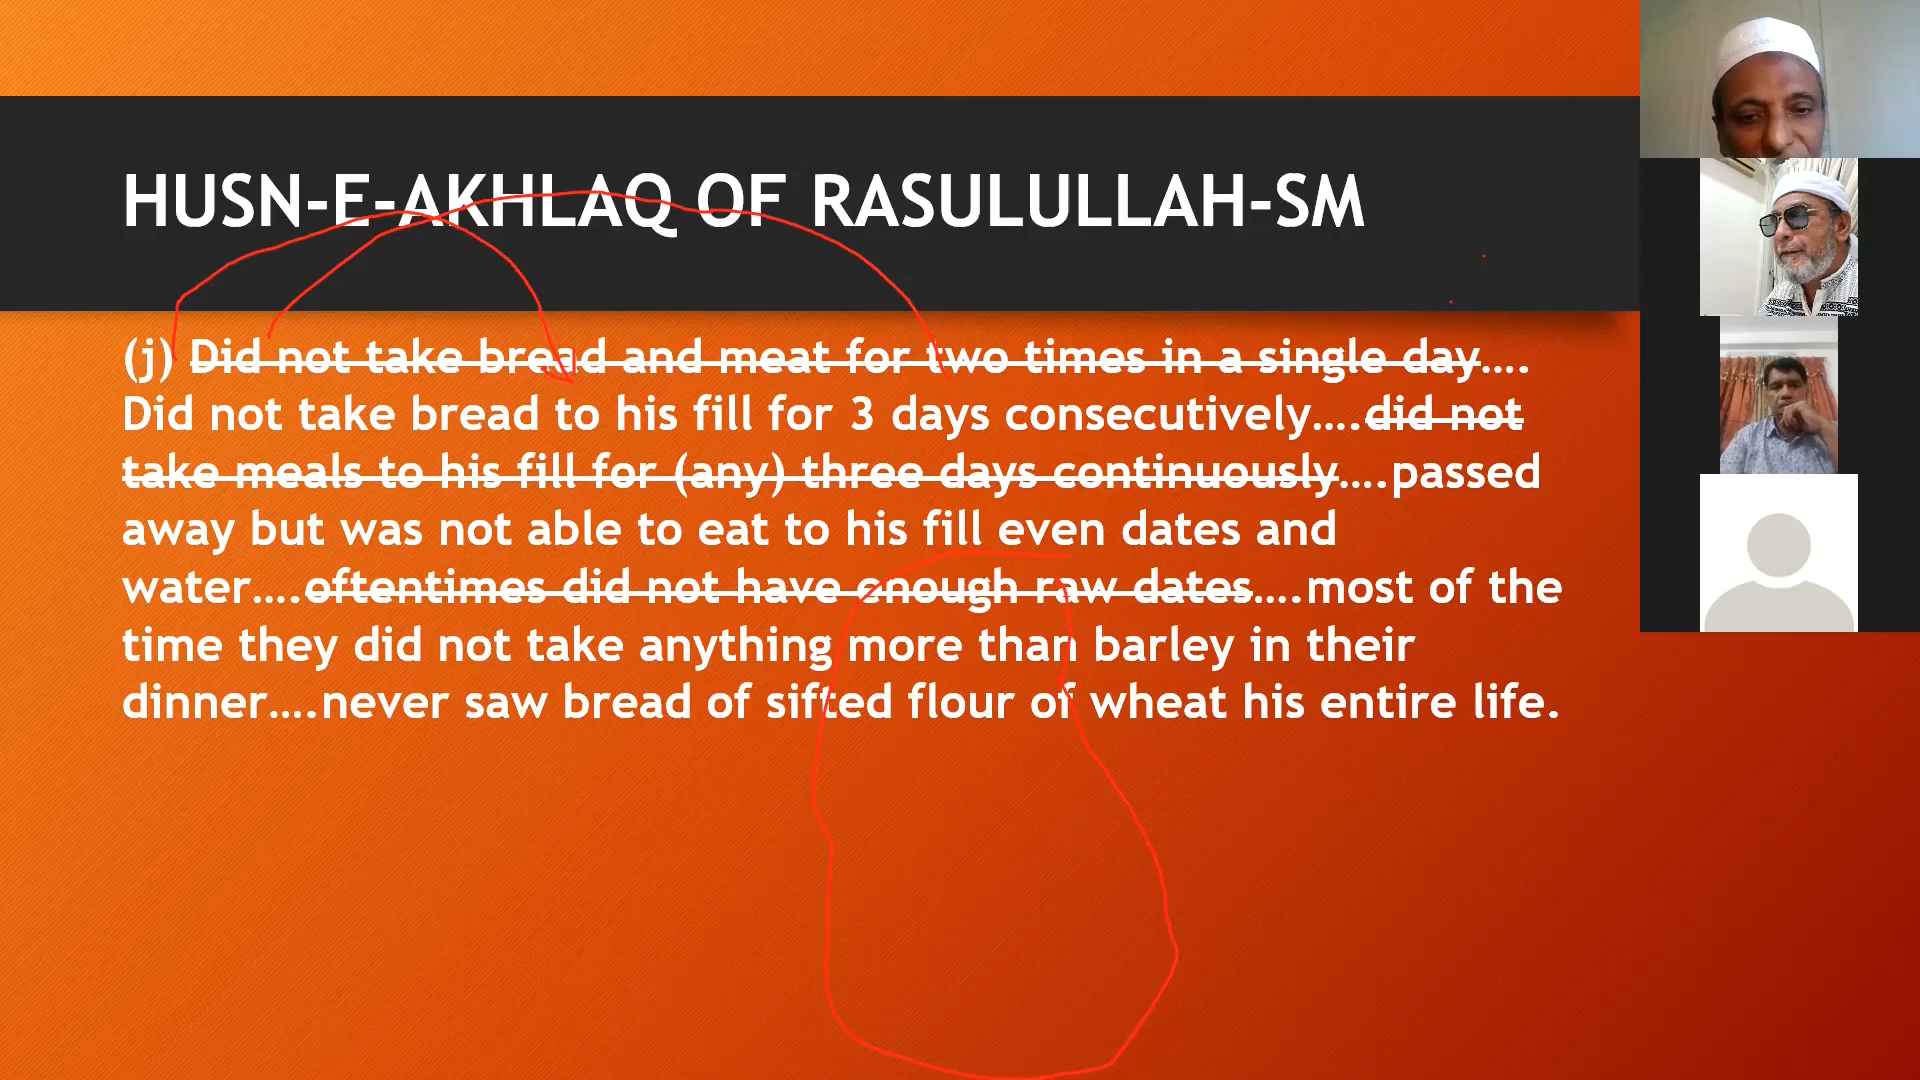 HUSN-E-AKHLAQ OF RASULULLAH-SM
(j) Did not take bread and meat for two times in a single day....
Did not take bread to his fill for 3 days consecutively....did not
take meals to his fill for (any) three days continuously....passed
away but was not able to eat to his fill even dates and
water....oftentimes did not have enough raw dates....most of the
time they did not take anything more than barley in their
dinner....never saw bread of sifted flour of wheat his entire life.